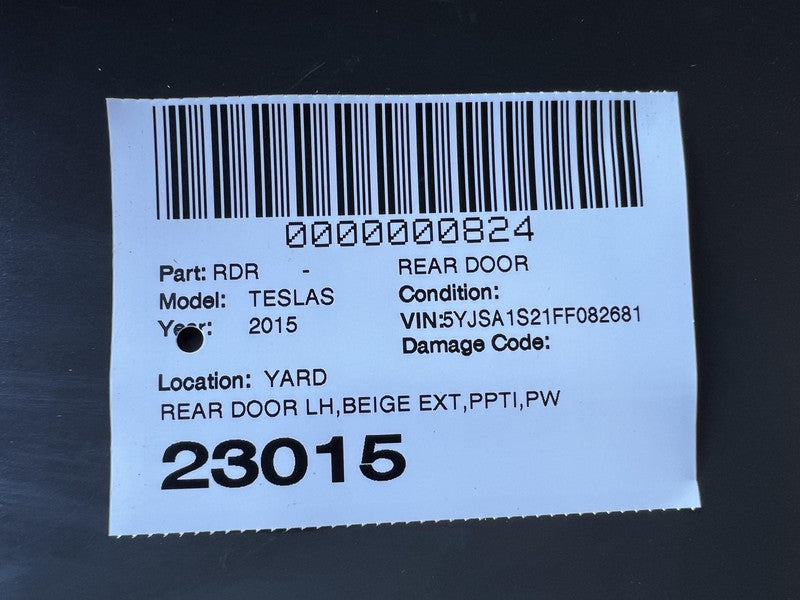 0000000824
Part: RDR - REAR DOOR
Model: TESLAS Condition:
Year: 2015 VIN:5YJSA1S21FF082681
Damage Code:
Location: YARD
REAR DOOR LH,BEIGE EXT,PPTI,PW
23015